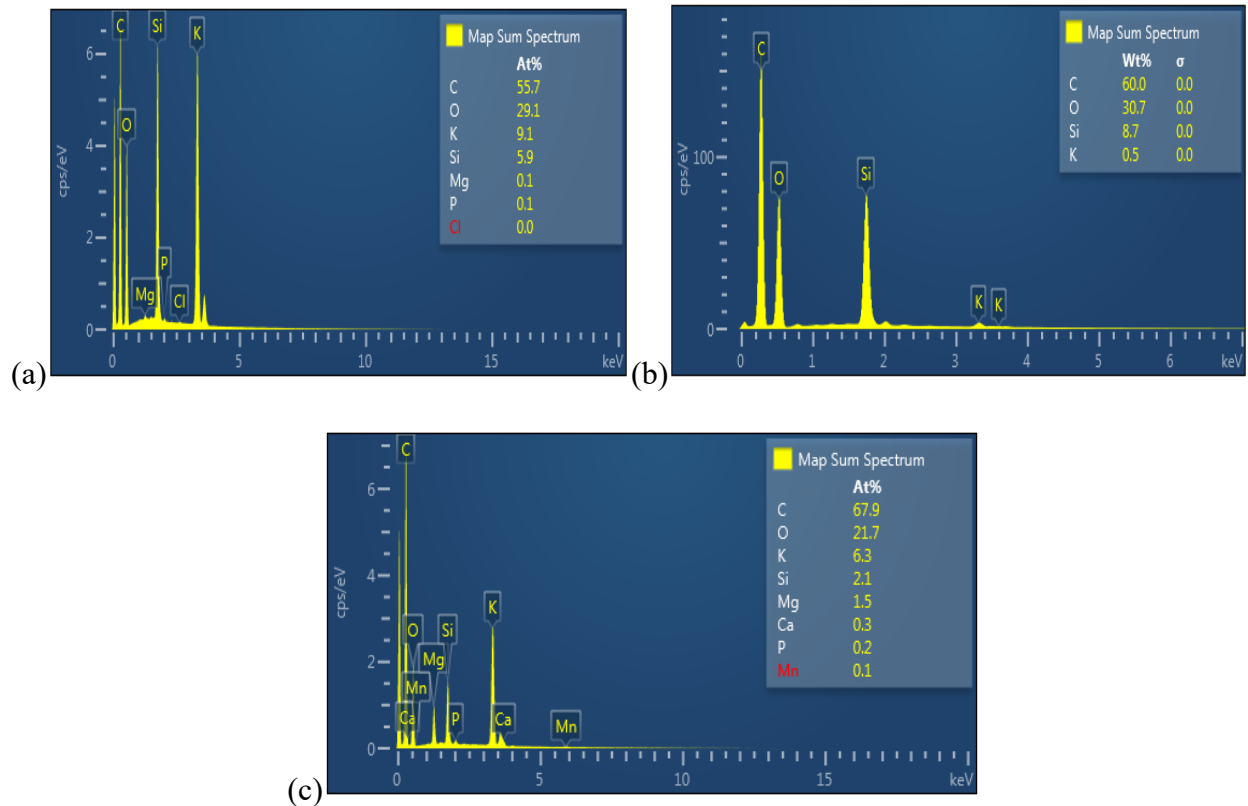 C Si K
O
Mg P Cl
6
4
2
0
cps/eV
0 5 10 15 keV
Map Sum Spectrum
At%
C 55.7
O 29.1
K 9.1
Si 5.9
Mg 0.1
P 0.1
Cl 0.0
(a)
C
O Si
K K
100
0
cps/eV
0 1 2 3 4 5 6 keV
Map Sum Spectrum
Wt% σ
C 60.0 0.0
O 30.7 0.0
Si 8.7 0.0
K 0.5 0.0
(b)
C
K
O Si
Mg
Mn
Ca P Ca Mn
6
4
2
0
cps/eV
0 5 10 15 keV
Map Sum Spectrum
At%
C 67.9
O 21.7
K 6.3
Si 2.1
Mg 1.5
Ca 0.3
P 0.2
Mn 0.1
(c)